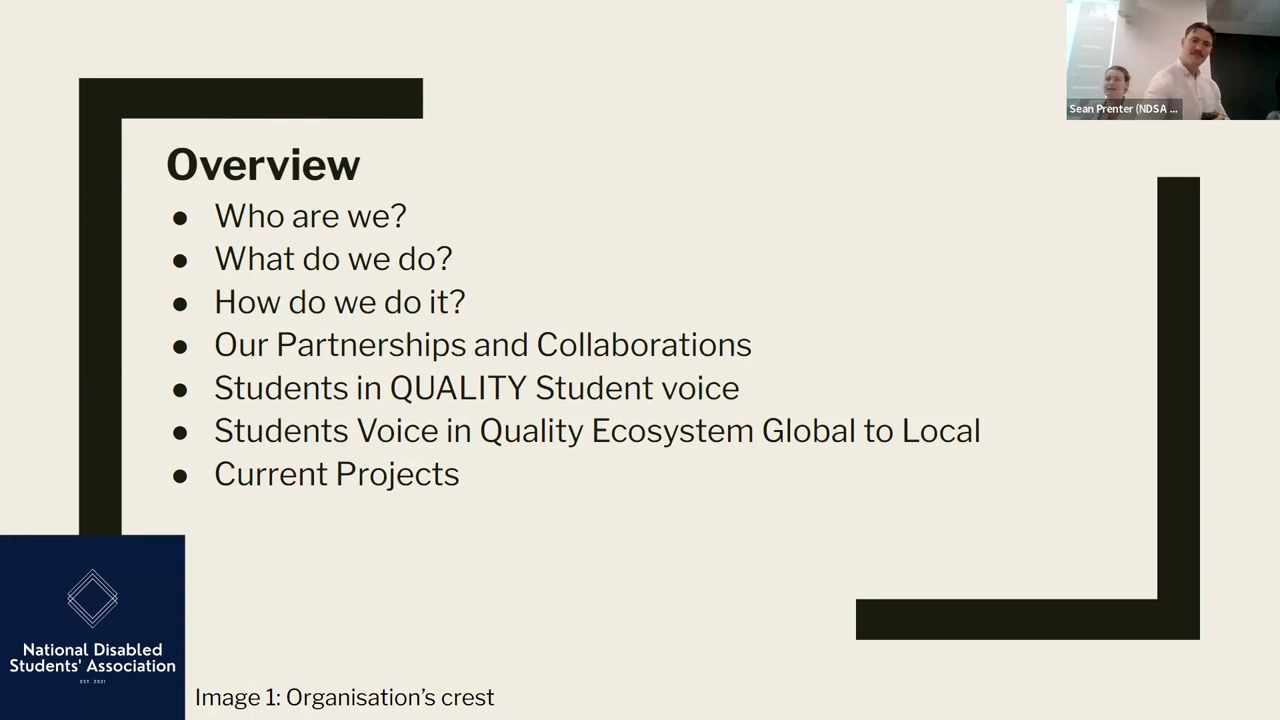 Sean Prenter (NDSA ...
Overview
● Who are we?
● What do we do?
● How do we do it?
● Our Partnerships and Collaborations
● Students in QUALITY Student voice
● Students Voice in Quality Ecosystem Global to Local
● Current Projects
National Disabled
Students' Association
EST. 2021
Image 1: Organisation’s crest